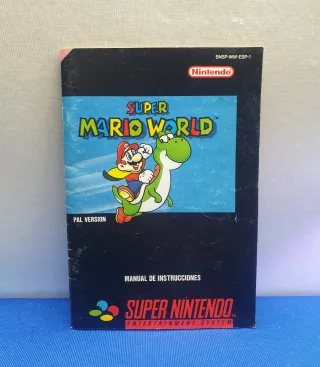 SNSP-MW-ESP-1
Nintendo
SUPER
MARIO WORLD
PAL VERSION
MANUAL DE INSTRUCCIONES
SUPER NINTENDO
ENTERTAINMENT SYSTEM